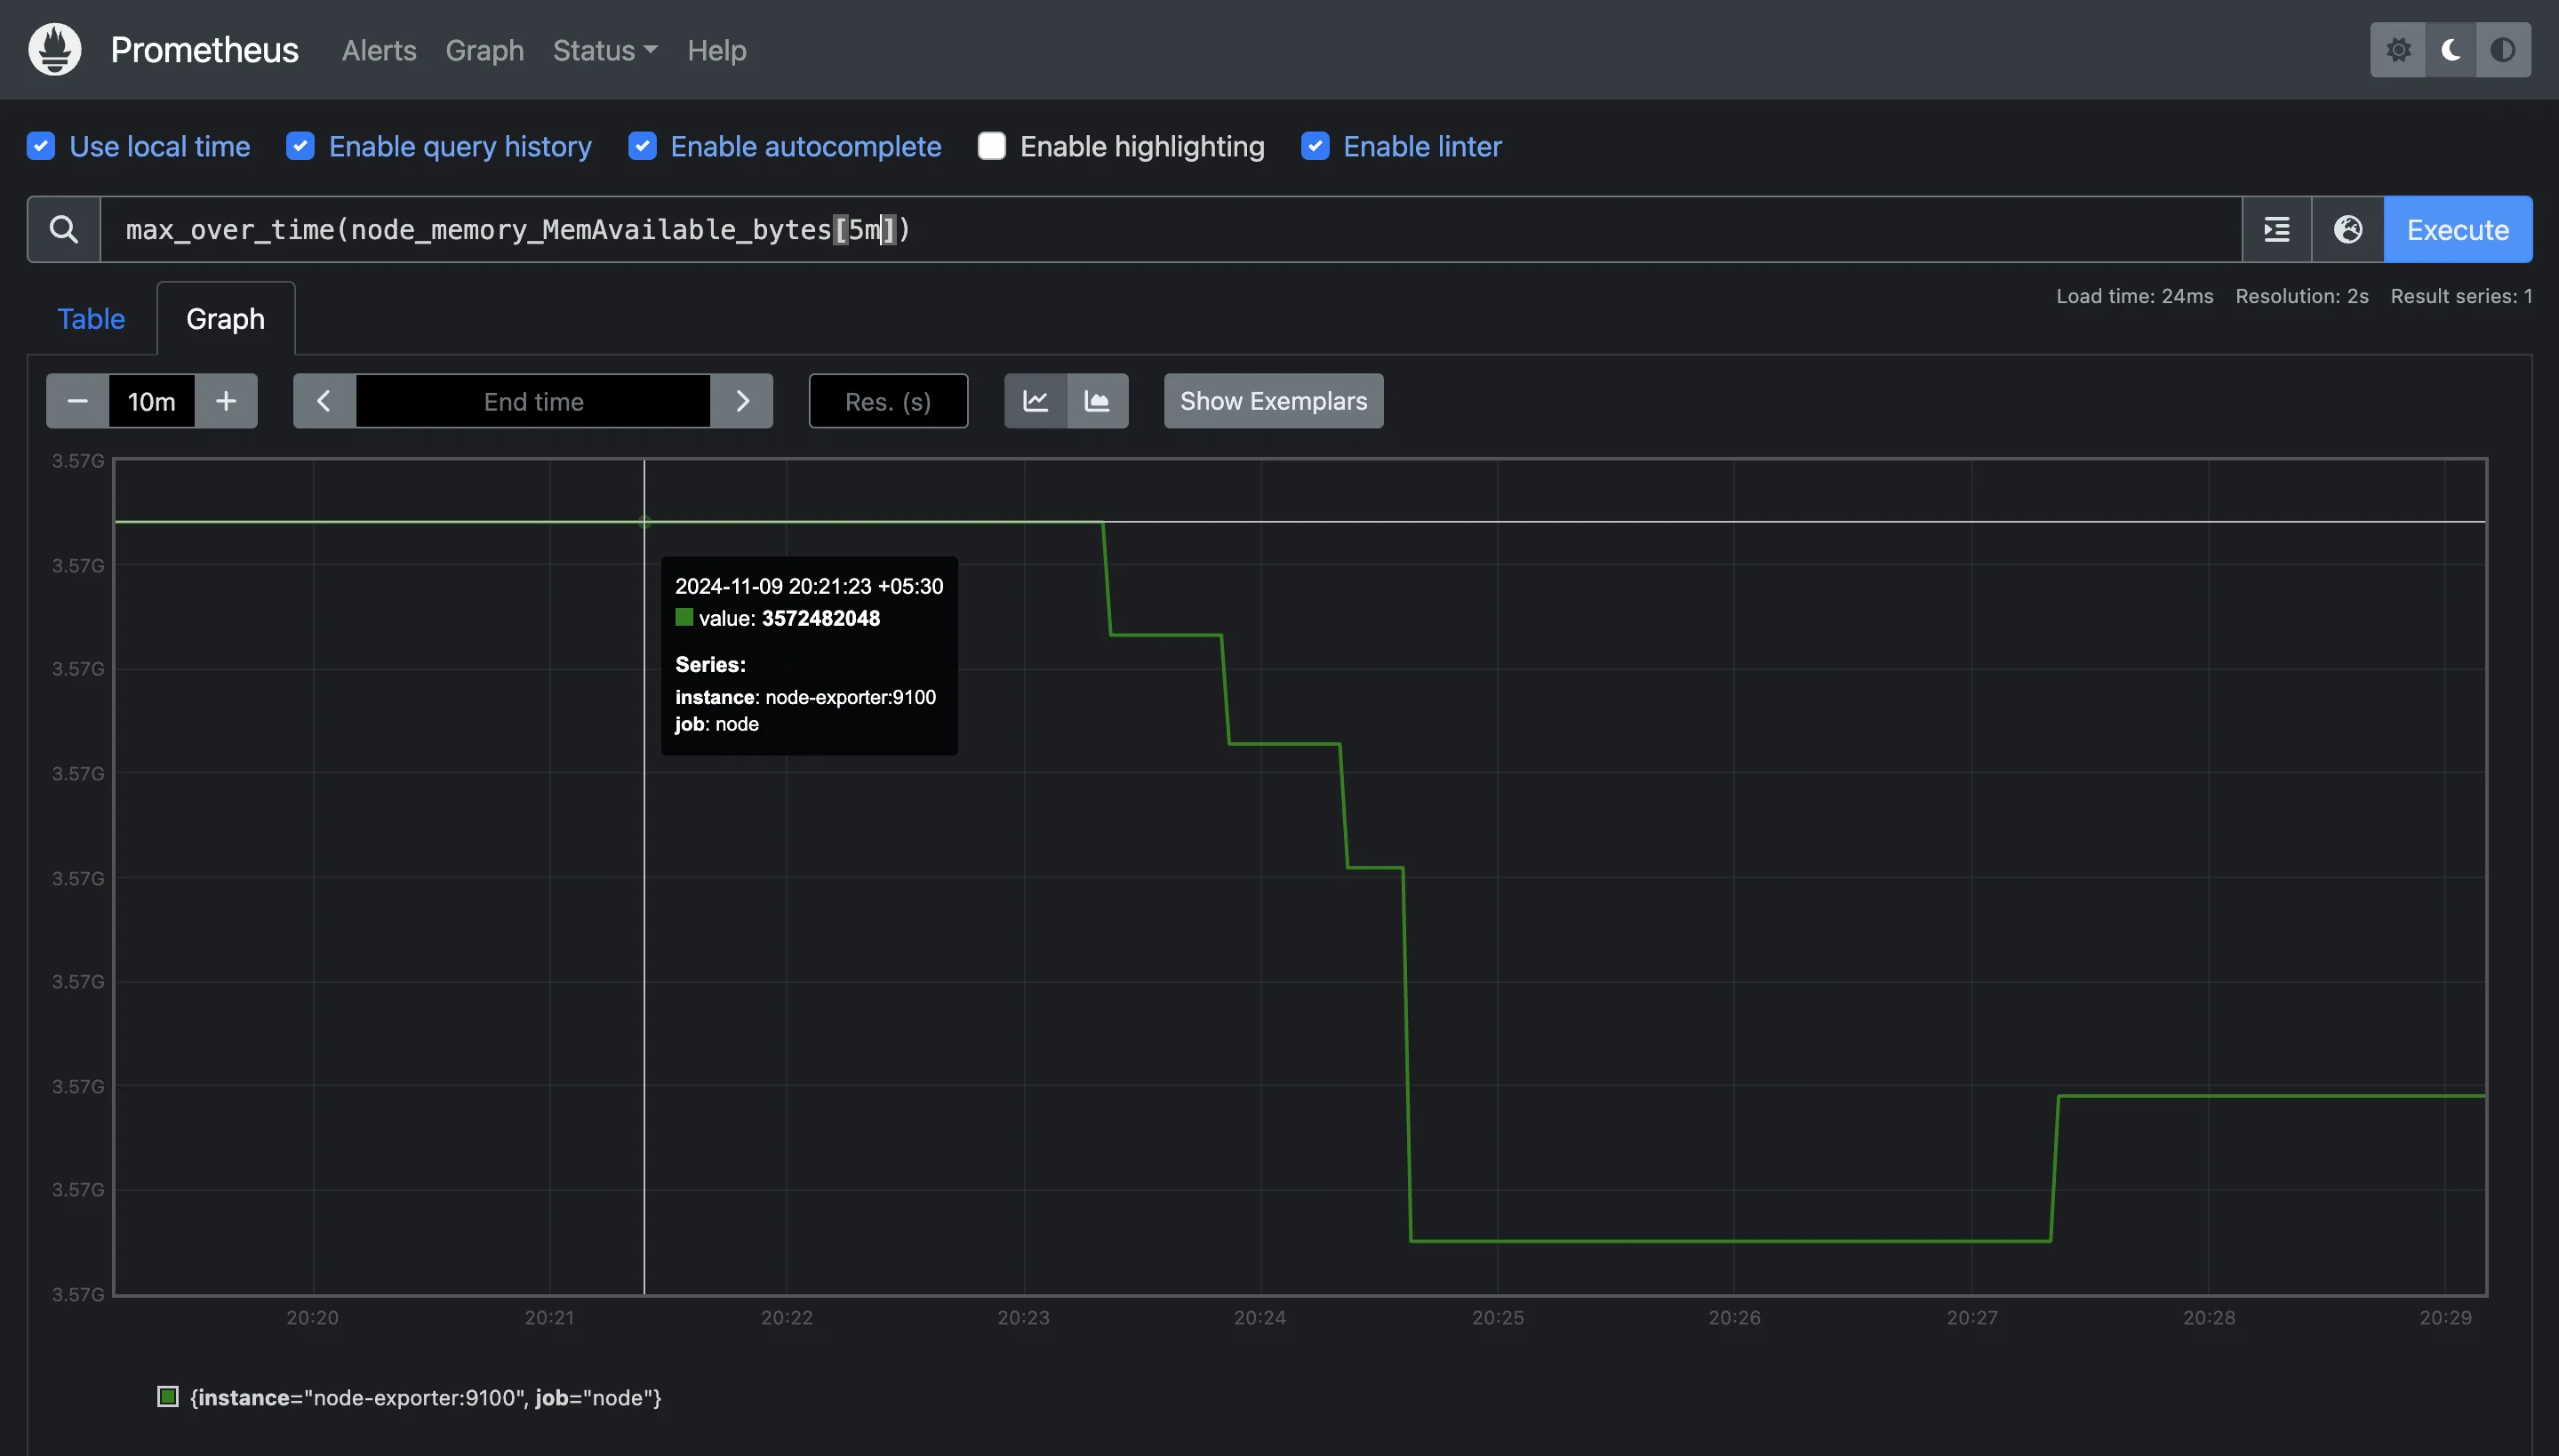 Prometheus Alerts Graph Status Help
Use local time Enable query history Enable autocomplete Enable highlighting Enable linter
max_over_time(node_memory_MemAvailable_bytes[5m]) Execute
Load time: 24ms Resolution: 2s Result series: 1
Table Graph
10m End time Res. (s) Show Exemplars
3.57G
3.57G
3.57G
3.57G
3.57G
3.57G
3.57G
3.57G
3.57G
2024-11-09 20:21:23 +05:30
value: 3572482048
Series:
instance: node-exporter:9100
job: node
20:20 20:21 20:22 20:23 20:24 20:25 20:26 20:27 20:28 20:29
{instance="node-exporter:9100", job="node"}